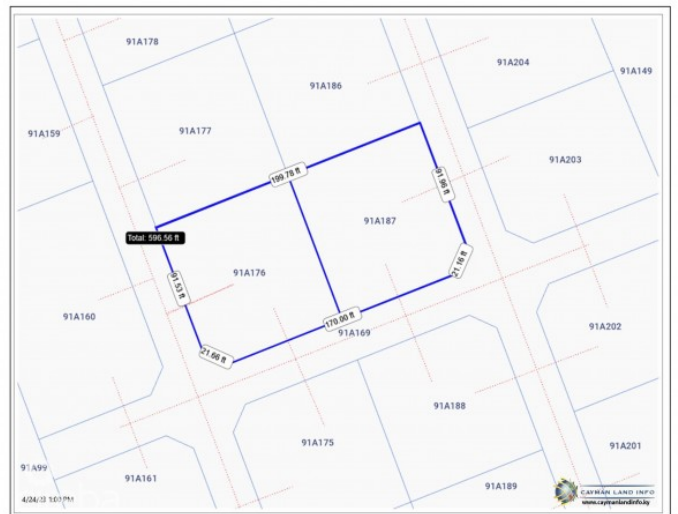 91A178
91A204
91A186
91A149
91A159
91A177
91A203
199.78 ft
91.96 ft
91A187
Total: 596.56 ft
91A176
21.16 ft
91.53 ft
91A160
170.00 ft
91A202
91A169
21.66 ft
91A188
91A175
91A201
91A99
91A161
91A189
CAYMAN LAND INFO
www.caymanlandinfo.ky